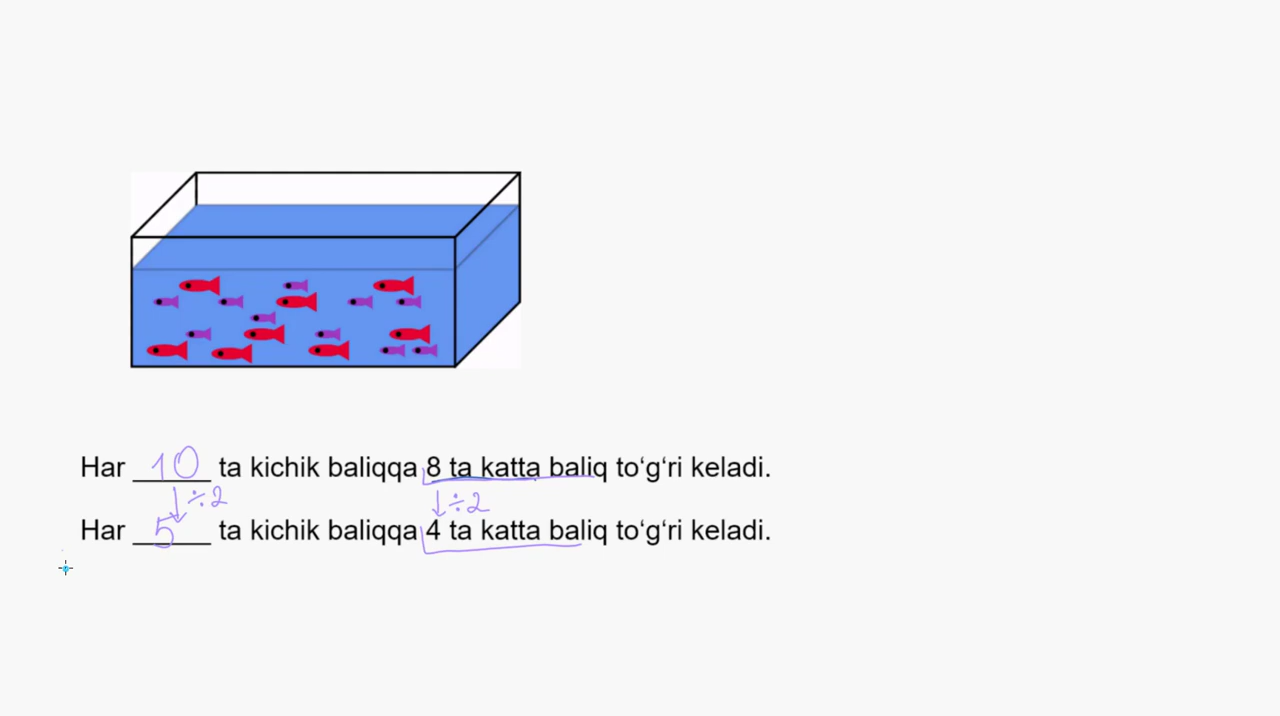 Har 10 ta kichik baliqqa 8 ta katta baliq to‘g‘ri keladi.
÷2 ÷2
Har 5 ta kichik baliqqa 4 ta katta baliq to‘g‘ri keladi.